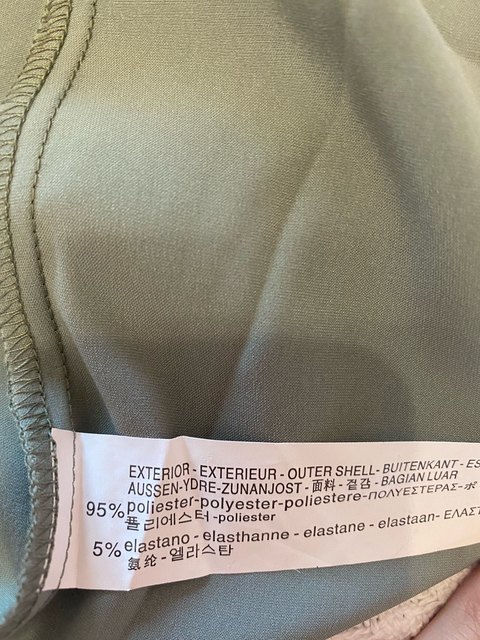 EXTERIOR - EXTERIEUR - OUTER SHELL- BUITENKANT - ES
AUSSEN-YDRE-ZUNANJOST - 面料 - 겉감 - BAGIAN LUAR
95% poliester-polyester-poliestere-ΠΟΛΥΕΣΤΕΡΑΣ-ポ
폴리에스터 -poliester
5% elastano - elasthanne - elastane - elastaan- ΕΛΑΣΤ
氨纶 - 엘라스탄